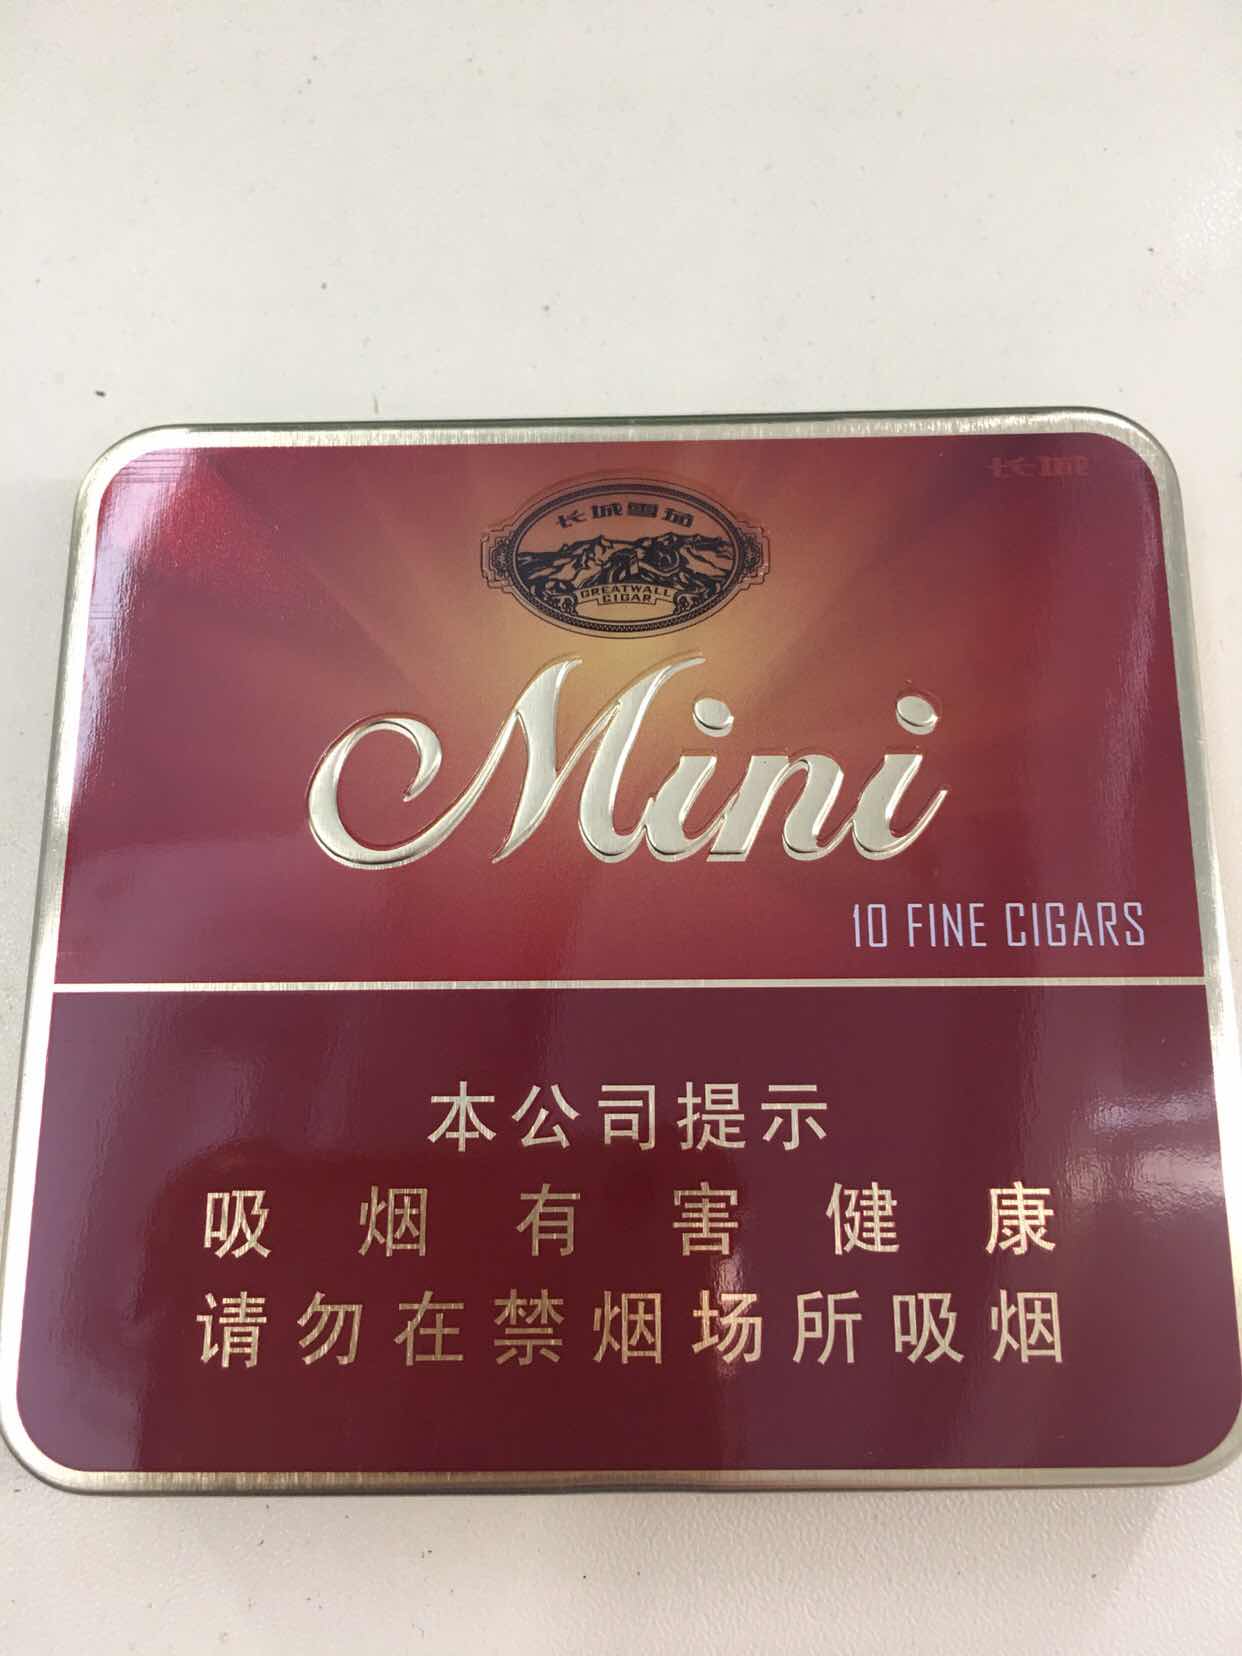 长城
长城雪茄
GREATWALL
CIGAR
Mini
10 FINE CIGARS
本公司提示
吸烟有害健康
请勿在禁烟场所吸烟